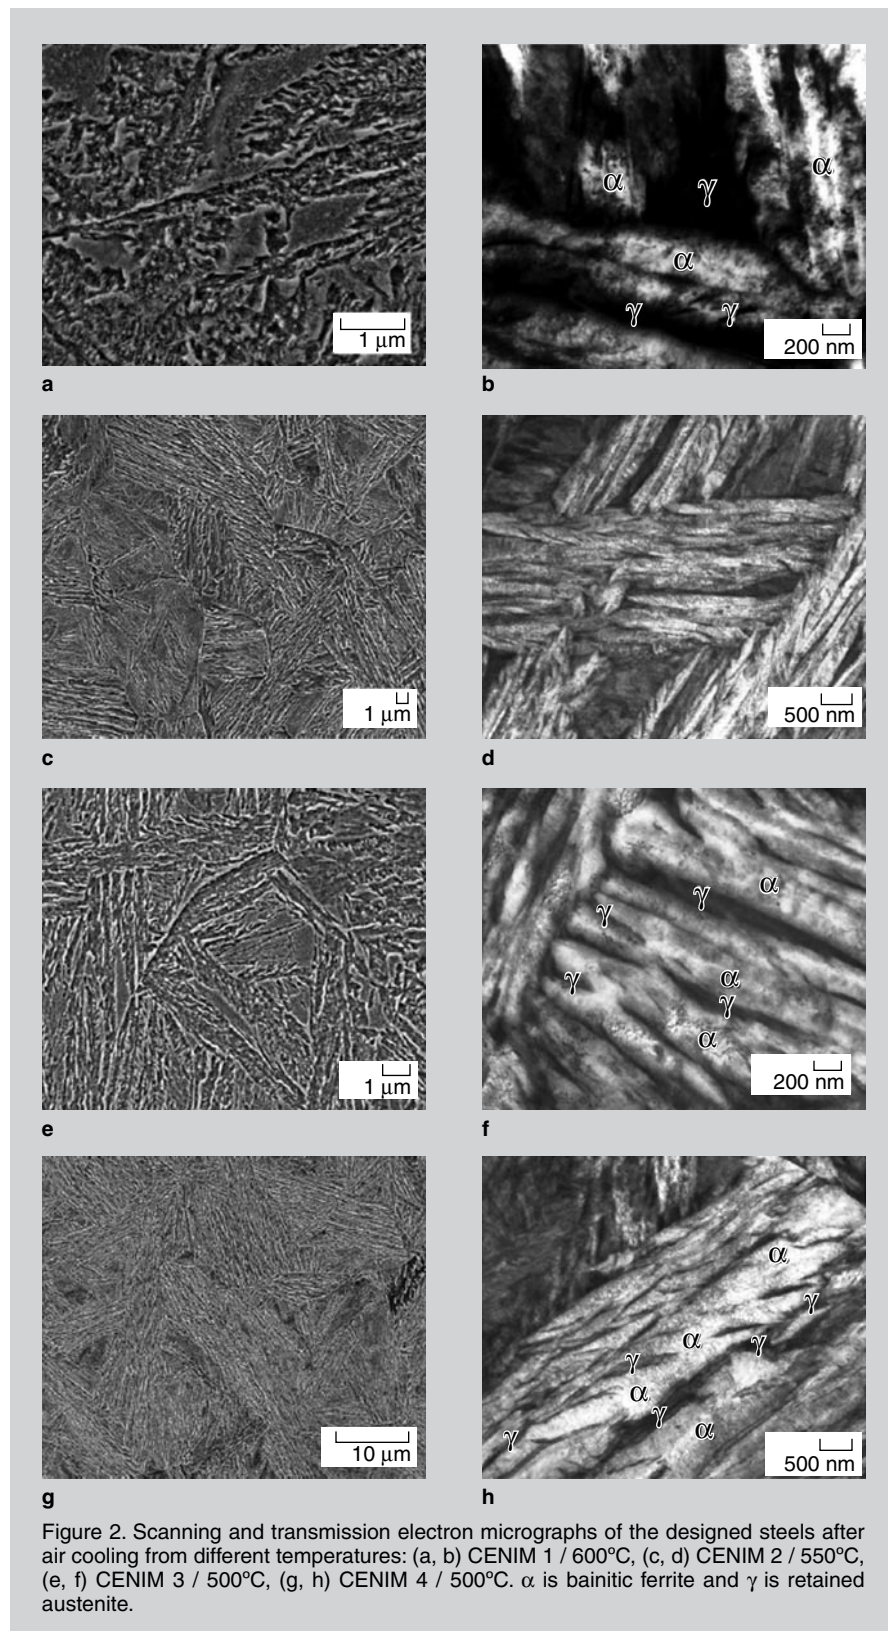 1 μm
a
α
γ
α
α
γ
γ
200 nm
b
1 μm
c
500 nm
d
1 μm
e
α
γ
γ
α
γ
γ
α
200 nm
f
10 μm
g
α
γ
γ
α
γ
α
γ
α
γ
500 nm
h
Figure 2. Scanning and transmission electron micrographs of the designed steels after
air cooling from different temperatures: (a, b) CENIM 1 / 600ºC, (c, d) CENIM 2 / 550ºC,
(e, f) CENIM 3 / 500ºC, (g, h) CENIM 4 / 500ºC. α is bainitic ferrite and γ is retained
austenite.